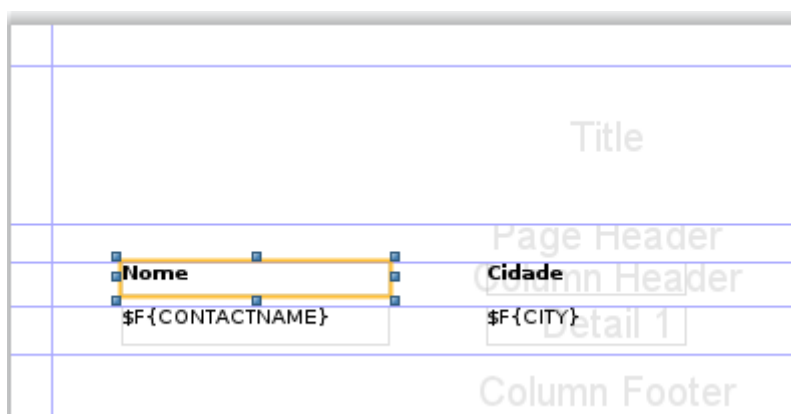 Title
Page Header
Nome Cidade
Column Header
$F{CONTACTNAME} $F{CITY}
Detail 1
Column Footer